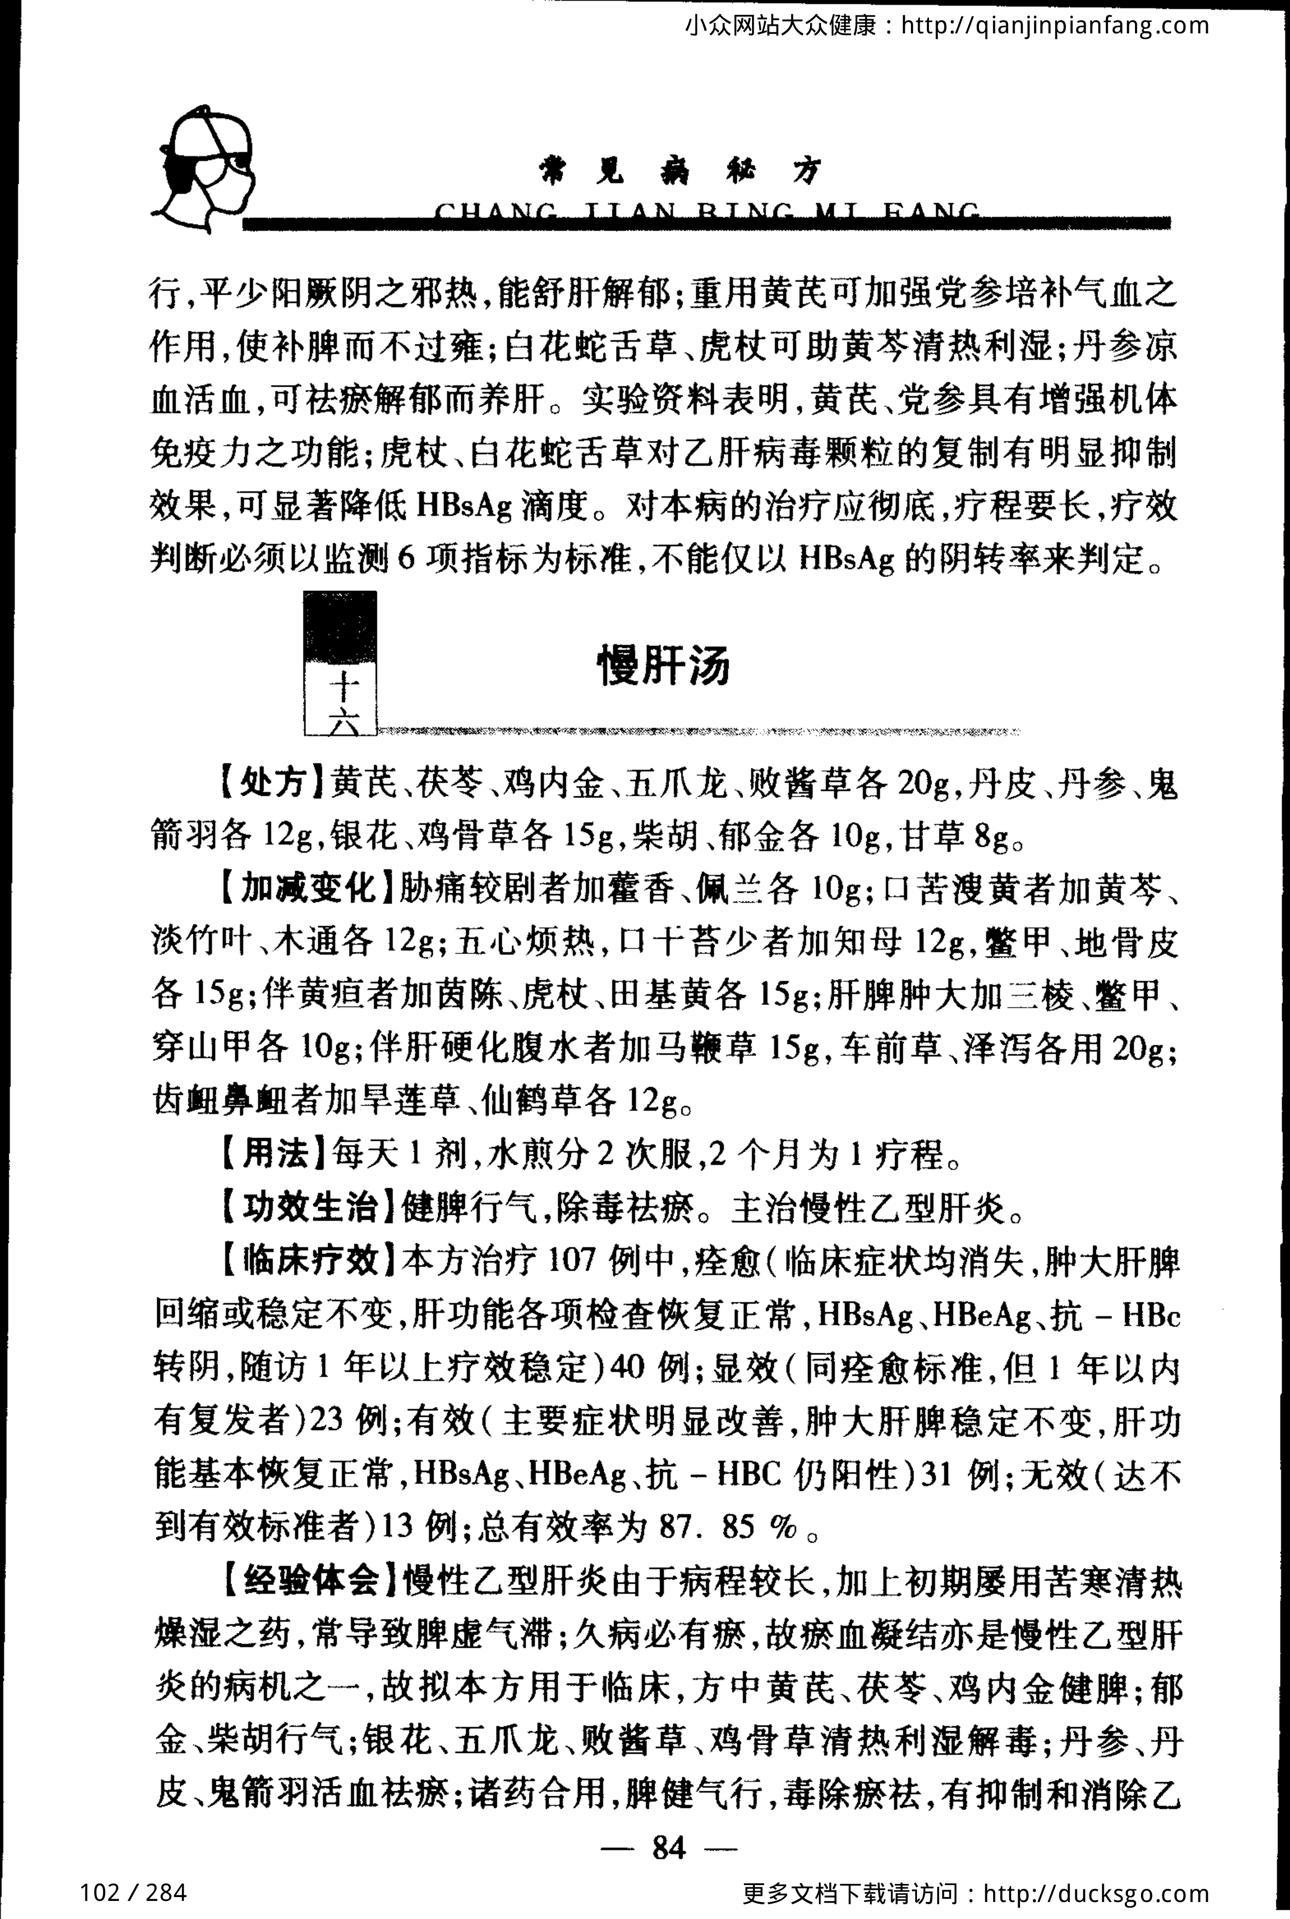 小众网站大众健康：http://qianjinpianfang.com
常见病秘方
CHANG JIAN BING MI FANG
行,平少阳厥阴之邪热,能舒肝解郁;重用黄芪可加强党参培补气血之
作用,使补脾而不过雍;白花蛇舌草、虎杖可助黄芩清热利湿;丹参凉
血活血,可祛瘀解郁而养肝。实验资料表明,黄芪、党参具有增强机体
免疫力之功能;虎杖、白花蛇舌草对乙肝病毒颗粒的复制有明显抑制
效果,可显著降低 HBsAg 滴度。对本病的治疗应彻底,疗程要长,疗效
判断必须以监测 6 项指标为标准,不能仅以 HBsAg 的阴转率来判定。
十六
慢肝汤
【处方】黄芪、茯苓、鸡内金、五爪龙、败酱草各 20g,丹皮、丹参、鬼
箭羽各 12g,银花、鸡骨草各 15g,柴胡、郁金各 10g,甘草 8g。
【加减变化】胁痛较剧者加藿香、佩兰各 10g;口苦溲黄者加黄芩、
淡竹叶、木通各 12g;五心烦热,口干苔少者加知母 12g,鳖甲、地骨皮
各 15g;伴黄疸者加茵陈、虎杖、田基黄各 15g;肝脾肿大加三棱、鳖甲、
穿山甲各 10g;伴肝硬化腹水者加马鞭草 15g,车前草、泽泻各用 20g;
齿衄鼻衄者加旱莲草、仙鹤草各 12g。
【用法】每天 1 剂,水煎分 2 次服,2 个月为 1 疗程。
【功效生治】健脾行气,除毒祛瘀。主治慢性乙型肝炎。
【临床疗效】本方治疗 107 例中,痊愈(临床症状均消失,肿大肝脾
回缩或稳定不变,肝功能各项检查恢复正常,HBsAg、HBeAg、抗 - HBc
转阴,随访 1 年以上疗效稳定)40 例;显效(同痊愈标准,但 1 年以内
有复发者)23 例;有效(主要症状明显改善,肿大肝脾稳定不变,肝功
能基本恢复正常,HBsAg、HBeAg、抗 - HBC 仍阳性)31 例;无效(达不
到有效标准者)13 例;总有效率为 87. 85 %。
【经验体会】慢性乙型肝炎由于病程较长,加上初期屡用苦寒清热
燥湿之药,常导致脾虚气滞;久病必有瘀,故瘀血凝结亦是慢性乙型肝
炎的病机之一,故拟本方用于临床,方中黄芪、茯苓、鸡内金健脾;郁
金、柴胡行气;银花、五爪龙、败酱草、鸡骨草清热利湿解毒;丹参、丹
皮、鬼箭羽活血祛瘀;诸药合用,脾健气行,毒除瘀祛,有抑制和消除乙
— 84 —
102 / 284
更多文档下载请访问：http://ducksgo.com